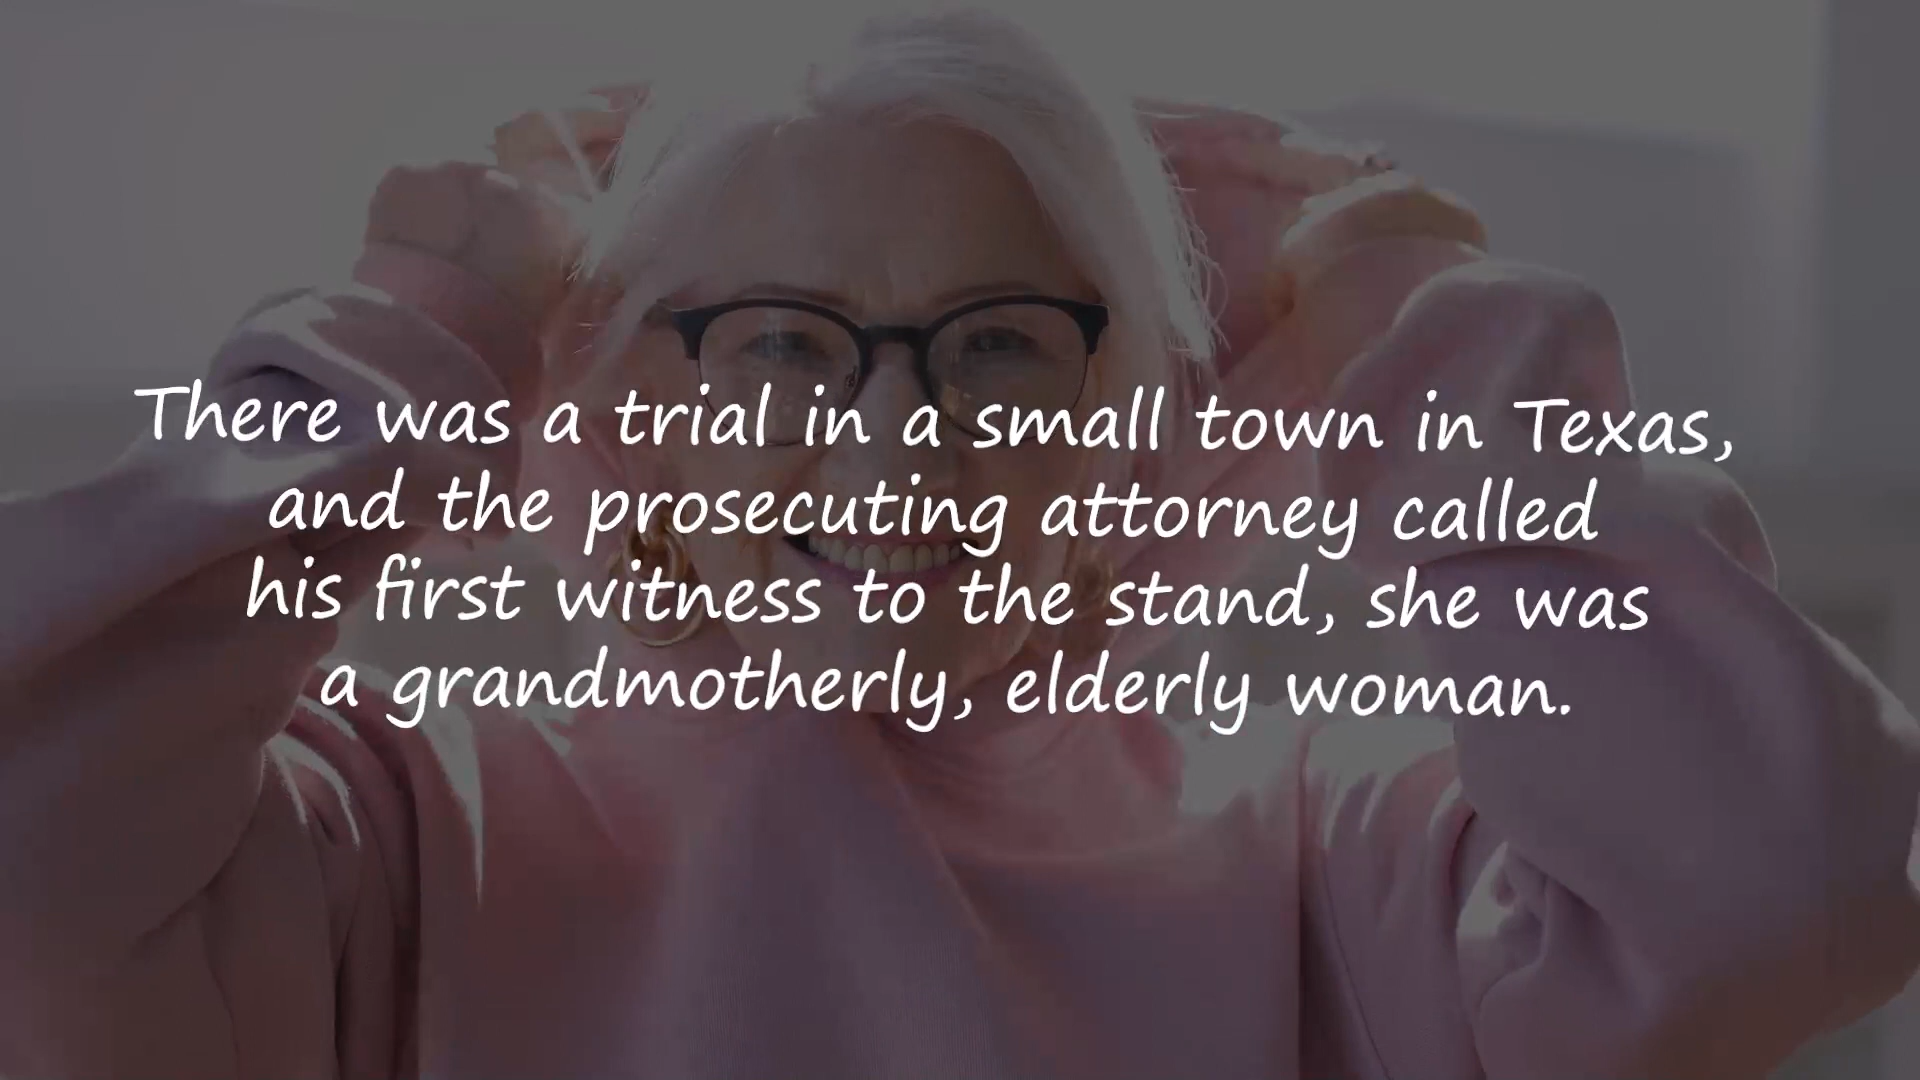 There was a trial in a small town in Texas,
and the prosecuting attorney called
his first witness to the stand, she was
a grandmotherly, elderly woman.